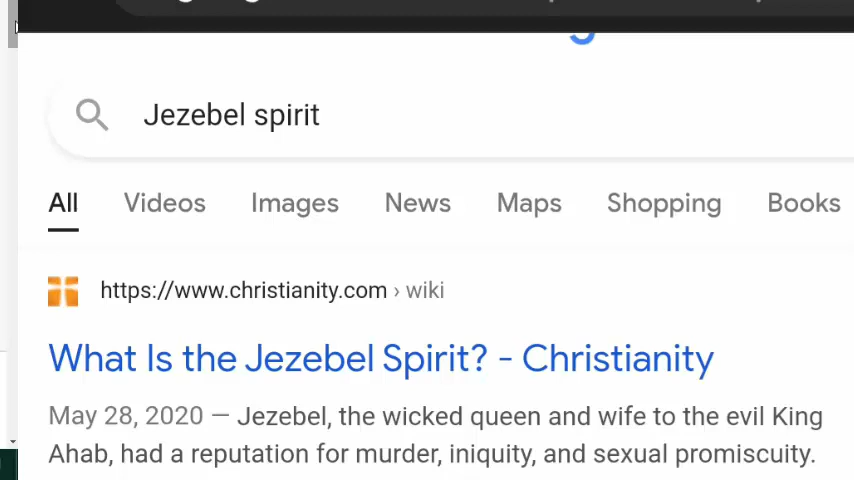 Jezebel spirit
All Videos Images News Maps Shopping Books
https://www.christianity.com › wiki
What Is the Jezebel Spirit? - Christianity
May 28, 2020 — Jezebel, the wicked queen and wife to the evil King
Ahab, had a reputation for murder, iniquity, and sexual promiscuity.